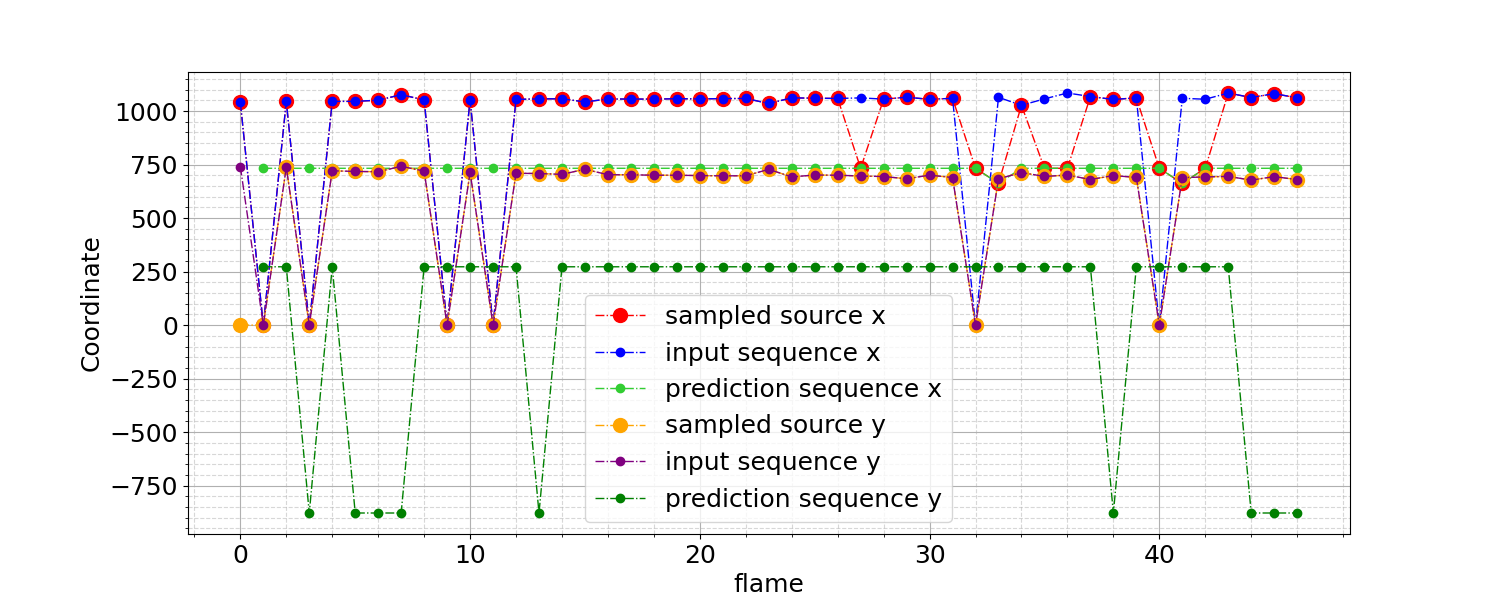 1000
750
500
250
0
−250
−500
−750
Coordinate
0
10
20
30
40
flame
sampled source x
input sequence x
prediction sequence x
sampled source y
input sequence y
prediction sequence y